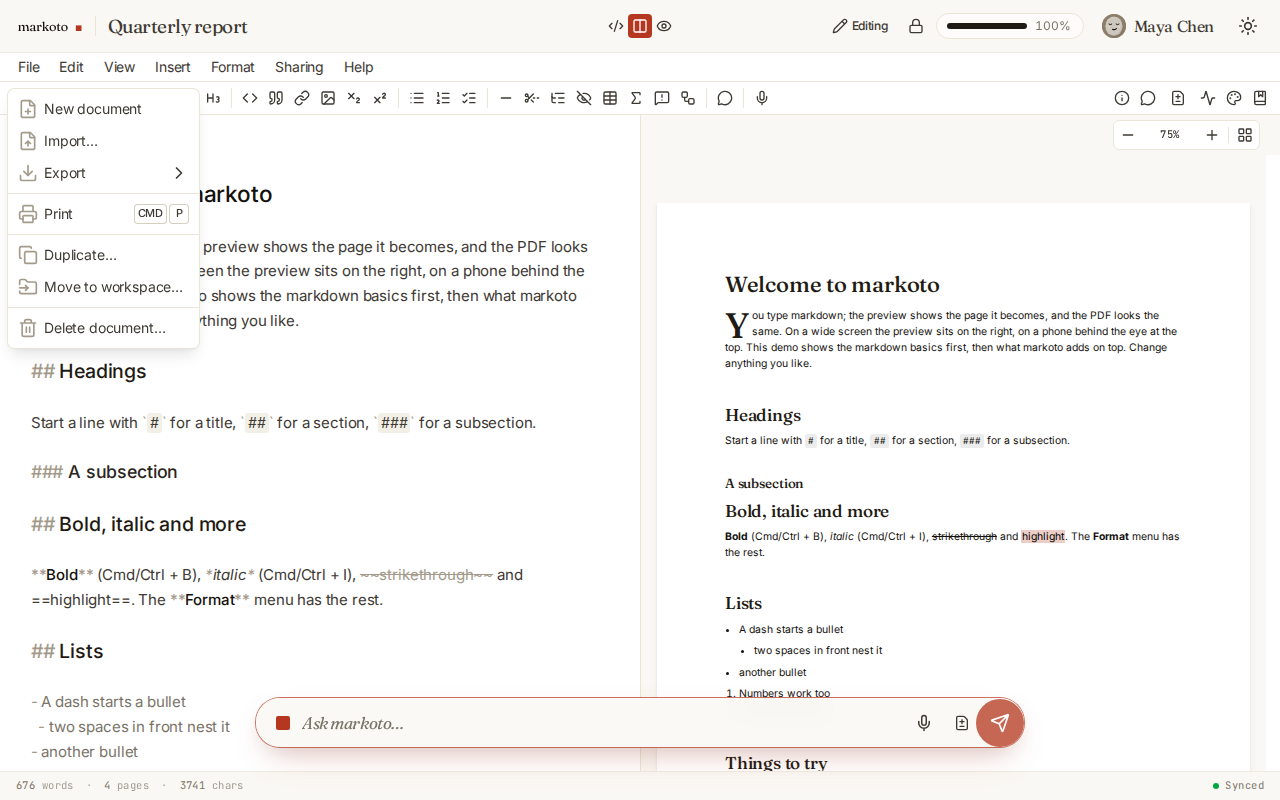 markoto
Quarterly report
Editing
100%
Maya Chen
File Edit View Insert Format Sharing Help
New document
Import...
Export
Print CMD P
Duplicate...
Move to workspace...
Delete document...
H3
75%
narkoto
preview shows the page it becomes, and the PDF looks
een the preview sits on the right, on a phone behind the
o shows the markdown basics first, then what markoto
ything you like.
## Headings
Start a line with `#` for a title, `##` for a section, `###` for a subsection.
### A subsection
## Bold, italic and more
**Bold** (Cmd/Ctrl + B), *italic* (Cmd/Ctrl + I), ~~strikethrough~~ and
==highlight==. The **Format** menu has the rest.
## Lists
- A dash starts a bullet
- two spaces in front nest it
- another bullet
Welcome to markoto
You type markdown; the preview shows the page it becomes, and the PDF looks the
same. On a wide screen the preview sits on the right, on a phone behind the eye at the
top. This demo shows the markdown basics first, then what markoto adds on top. Change
anything you like.
Headings
Start a line with # for a title, ## for a section, ### for a subsection.
A subsection
Bold, italic and more
Bold (Cmd/Ctrl + B), italic (Cmd/Ctrl + I), strikethrough and highlight. The Format menu has
the rest.
Lists
• A dash starts a bullet
• two spaces in front nest it
• another bullet
1. Numbers work too
Things to try
Ask markoto...
676 words · 4 pages · 3741 chars
Synced